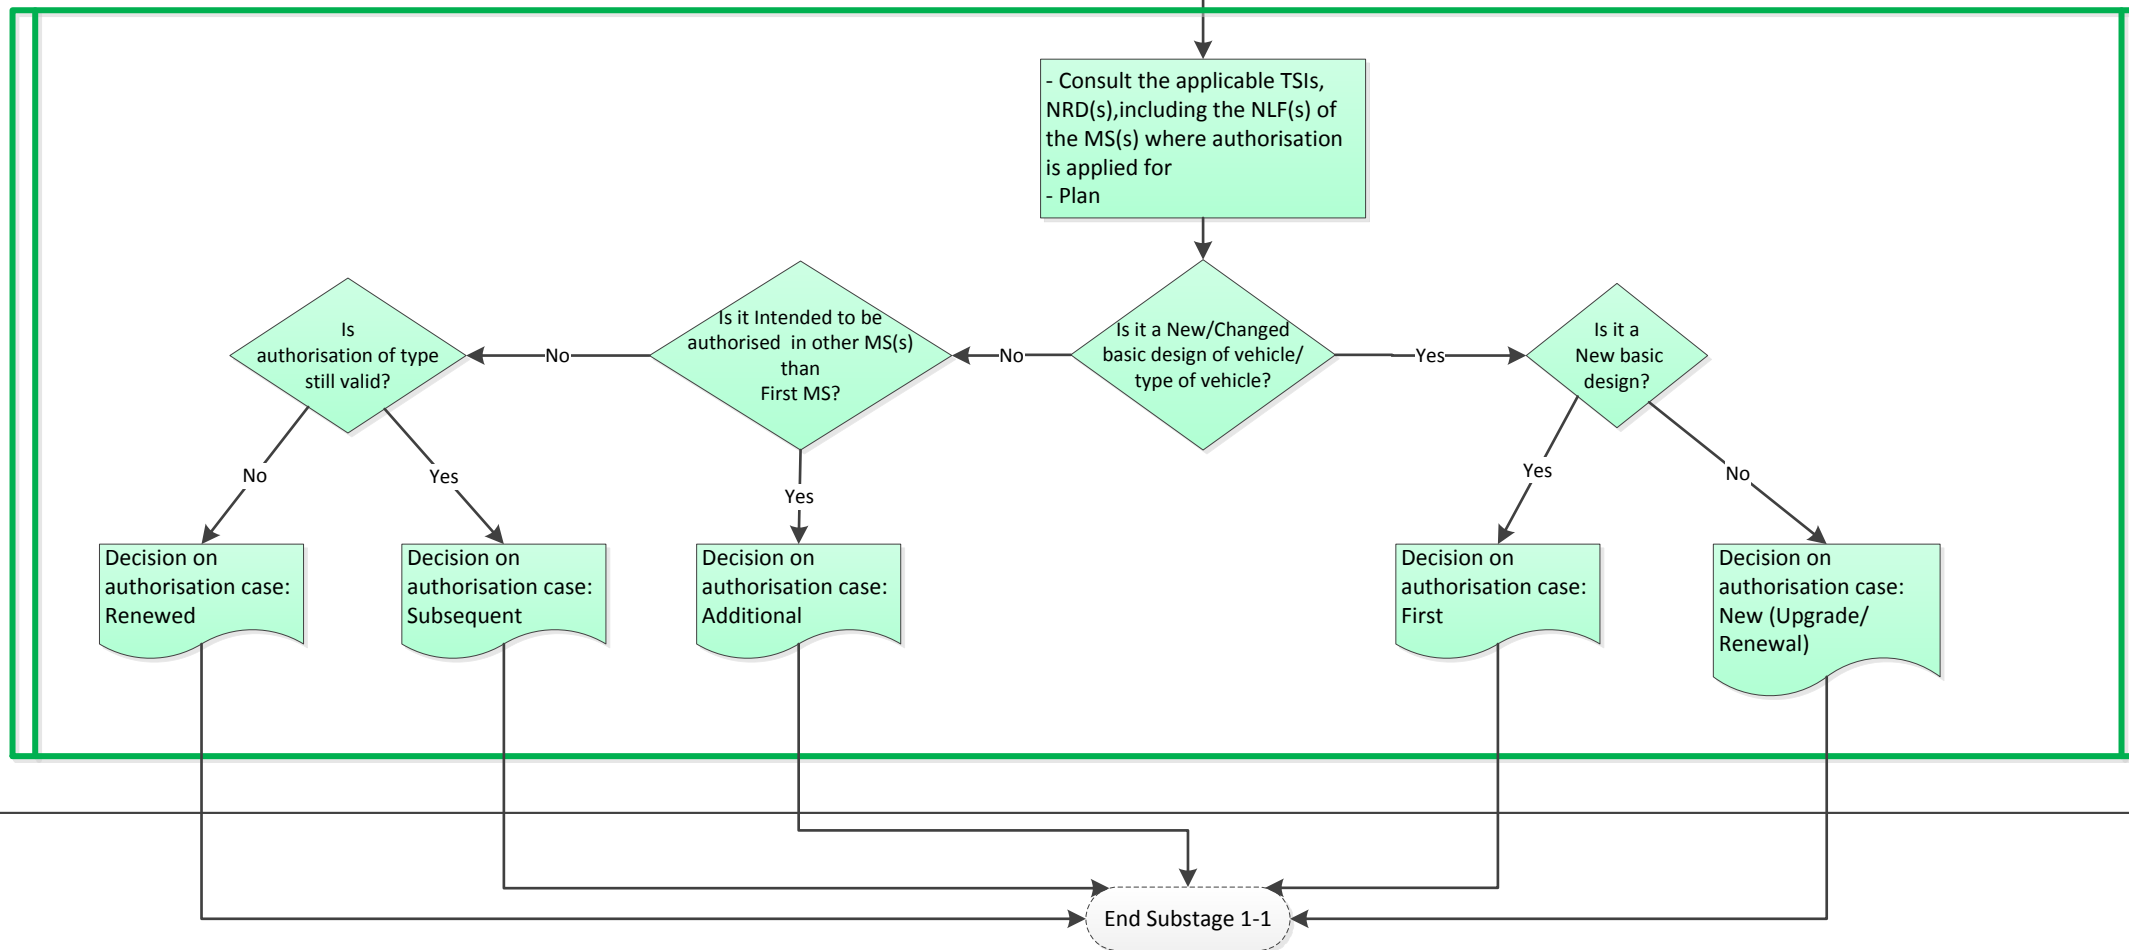 - Consult the applicable TSIs,
NRD(s),including the NLF(s) of
the MS(s) where authorisation
is applied for
- Plan
Is
authorisation of type
still valid?
No
Is it Intended to be
authorised  in other MS(s)
than
First MS?
No
Is it a New/Changed
basic design of vehicle/
type of vehicle?
Yes
Is it a
New basic
design?
No
Yes
Yes
Yes
No
Decision on
authorisation case:
Renewed
Decision on
authorisation case:
Subsequent
Decision on
authorisation case:
Additional
Decision on
authorisation case:
First
Decision on
authorisation case:
New (Upgrade/
Renewal)
End Substage 1-1